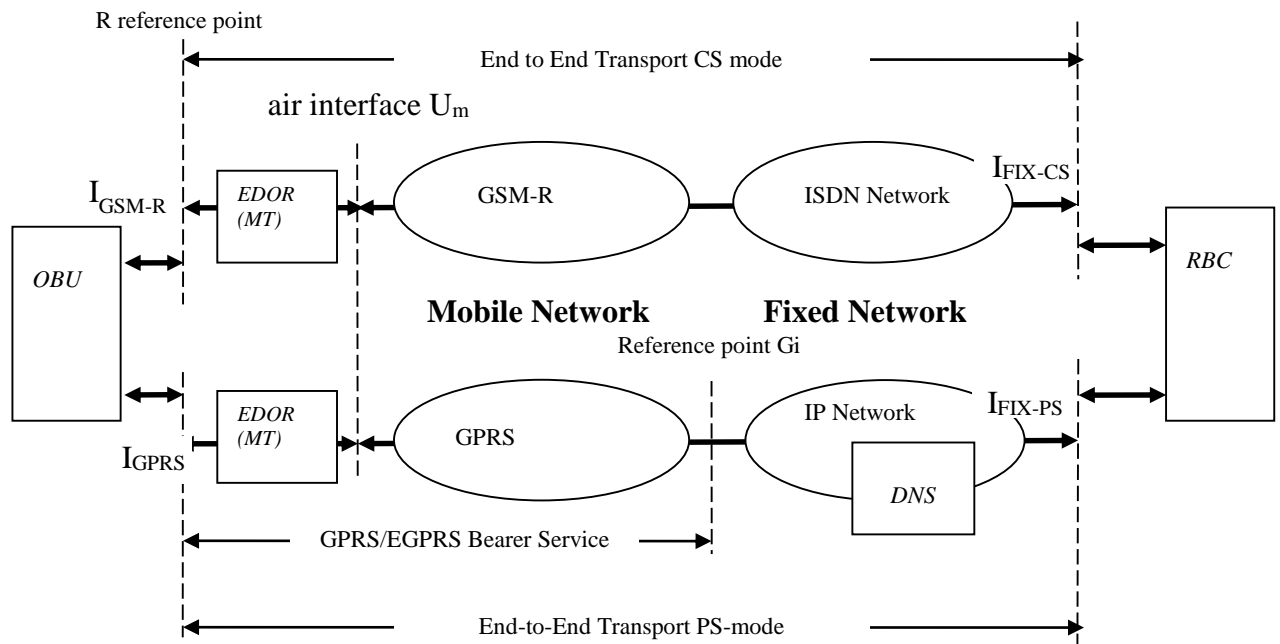 R reference point
End to End Transport CS mode
air interface Um
IGSM-R
EDOR
(MT)
GSM-R
ISDN Network
IFIX-CS
OBU
RBC
Mobile Network
Fixed Network
Reference point Gi
IGPRS
EDOR
(MT)
GPRS
IP Network
IFIX-PS
DNS
GPRS/EGPRS Bearer Service
End-to-End Transport PS-mode